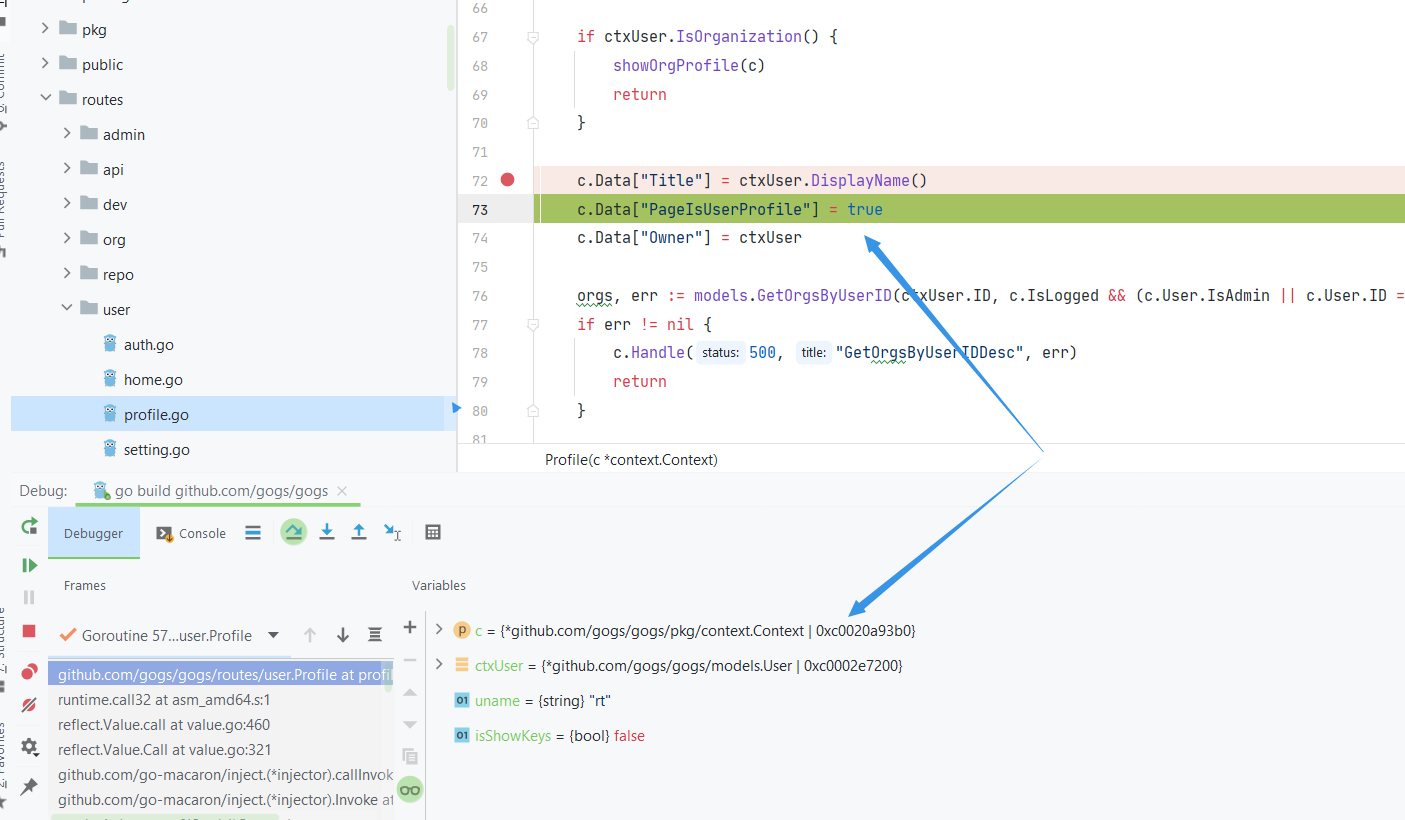 pkg
public
routes
admin
api
dev
org
repo
user
auth.go
home.go
profile.go
setting.go
66
67 if ctxUser.IsOrganization() {
68 showOrgProfile(c)
69 return
70 }
71
72 c.Data["Title"] = ctxUser.DisplayName()
73 c.Data["PageIsUserProfile"] = true
74 c.Data["Owner"] = ctxUser
75
76 orgs, err := models.GetOrgsByUserID(ctxUser.ID, c.IsLogged && (c.User.IsAdmin || c.User.ID =
77 if err != nil {
78 c.Handle( status: 500, title: "GetOrgsByUserIDDesc", err)
79 return
80 }
81
Profile(c *context.Context)
Debug: go build github.com/gogs/gogs
Debugger Console
Frames
Variables
Goroutine 57...user.Profile
github.com/gogs/gogs/routes/user.Profile at profil
runtime.call32 at asm_amd64.s:1
reflect.Value.call at value.go:460
reflect.Value.Call at value.go:321
github.com/go-macaron/inject.(*injector).callInvok
github.com/go-macaron/inject.(*injector).Invoke at
c = {*github.com/gogs/gogs/pkg/context.Context | 0xc0020a93b0}
ctxUser = {*github.com/gogs/gogs/models.User | 0xc0002e7200}
uname = {string} "rt"
isShowKeys = {bool} false